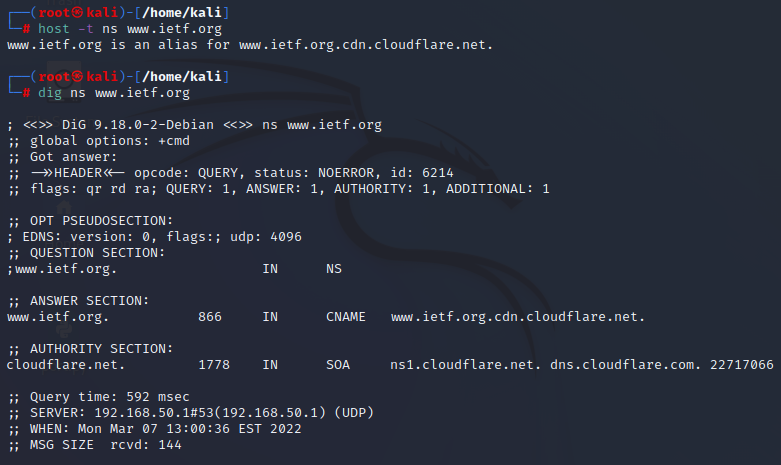 ┌──(root㉿kali)-[/home/kali]
└─# host -t ns www.ietf.org
www.ietf.org is an alias for www.ietf.org.cdn.cloudflare.net.
┌──(root㉿kali)-[/home/kali]
└─# dig ns www.ietf.org
; <<>> DiG 9.18.0-2-Debian <<>> ns www.ietf.org
;; global options: +cmd
;; Got answer:
;; ->>HEADER<<- opcode: QUERY, status: NOERROR, id: 6214
;; flags: qr rd ra; QUERY: 1, ANSWER: 1, AUTHORITY: 1, ADDITIONAL: 1
;; OPT PSEUDOSECTION:
; EDNS: version: 0, flags:; udp: 4096
;; QUESTION SECTION:
;www.ietf.org. IN NS
;; ANSWER SECTION:
www.ietf.org. 866 IN CNAME www.ietf.org.cdn.cloudflare.net.
;; AUTHORITY SECTION:
cloudflare.net. 1778 IN SOA ns1.cloudflare.net. dns.cloudflare.com. 22717066
;; Query time: 592 msec
;; SERVER: 192.168.50.1#53(192.168.50.1) (UDP)
;; WHEN: Mon Mar 07 13:00:36 EST 2022
;; MSG SIZE  rcvd: 144